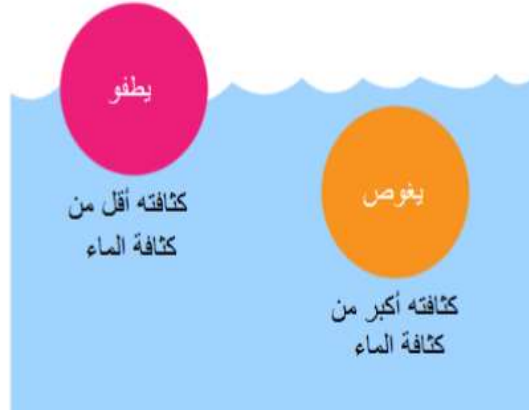 يطفو
كثافته أقل من
كثافة الماء
يغوص
كثافته أكبر من
كثافة الماء